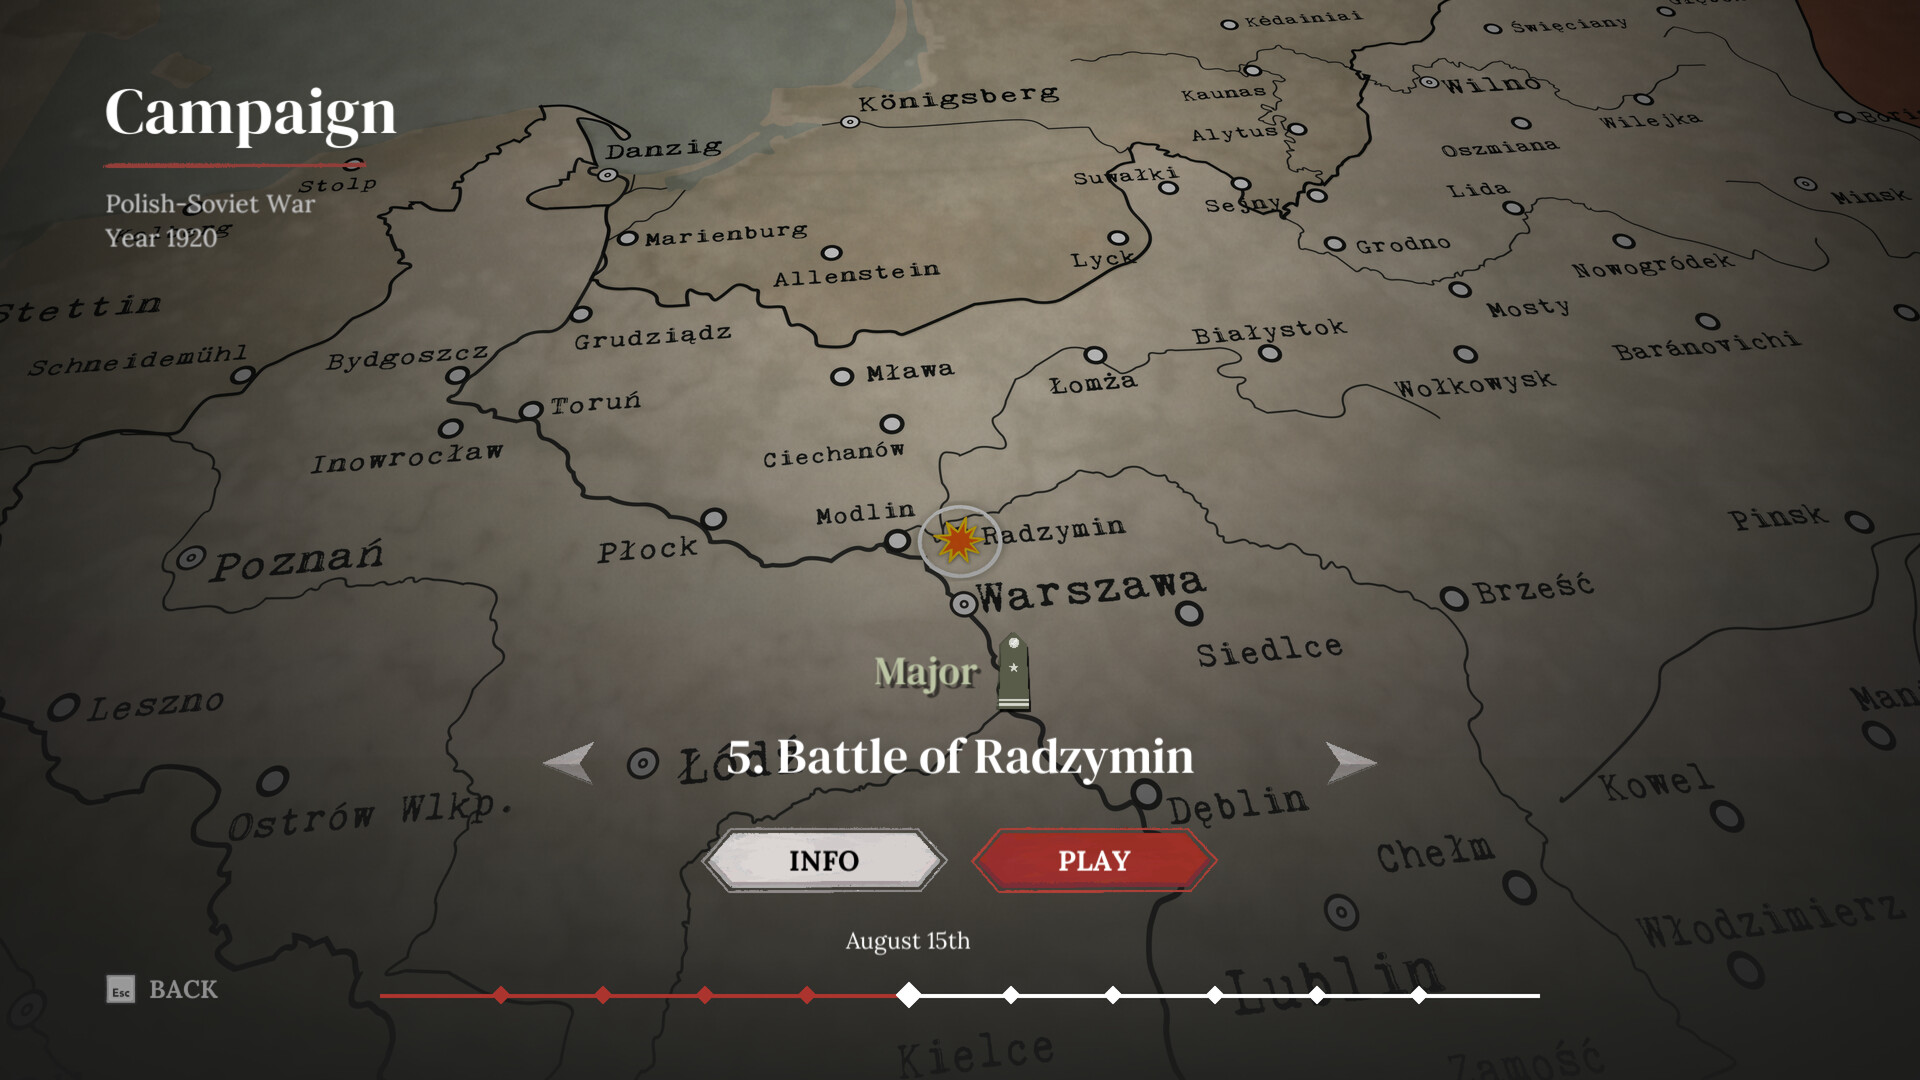 Campaign
Polish-Soviet War
Year 1920
Kėdainiai
Święciany
Kaunas
Wilno
Königsberg
Alytus
Wilejka
Danzig
Oszmiana
Stolp
Suwałki
Sejny
Lida
Minsk
Marienburg
Allenstein
Lyck
Grodno
Nowogródek
Stettin
Mosty
Grudziądz
Białystok
Baránovichi
Schneidemühl
Bydgoszcz
Mława
Łomża
Wołkowysk
Toruń
Inowrocław
Ciechanów
Modlin
Radzymin
Pinsk
Płock
Poznań
Warszawa
Brześć
Siedlce
Major
Leszno
5. Battle of Radzymin
Łódź
Kowel
Ostrów Wlkp.
Dęblin
INFO
PLAY
Chełm
Włodzimierz
August 15th
Lublin
Esc BACK
Kielce
Zamość